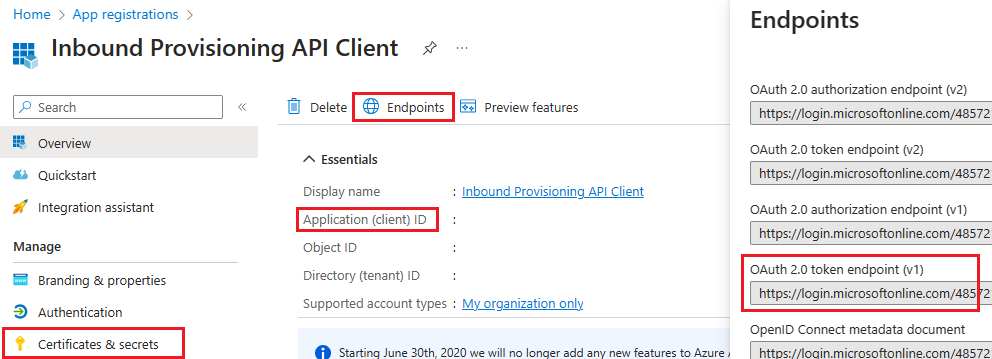 Home > App registrations >
Inbound Provisioning API Client
...
Search
«
Overview
Quickstart
Integration assistant
Manage
Branding & properties
Authentication
Certificates & secrets
Delete
Endpoints
Preview features
Essentials
Display name : Inbound Provisioning API Client
Application (client) ID :
Object ID :
Directory (tenant) ID :
Supported account types : My organization only
Starting June 30th, 2020 we will no longer add any new features to Azure
Endpoints
OAuth 2.0 authorization endpoint (v2)
https://login.microsoftonline.com/48572
OAuth 2.0 token endpoint (v2)
https://login.microsoftonline.com/48572
OAuth 2.0 authorization endpoint (v1)
https://login.microsoftonline.com/48572
OAuth 2.0 token endpoint (v1)
https://login.microsoftonline.com/48572
OpenID Connect metadata document